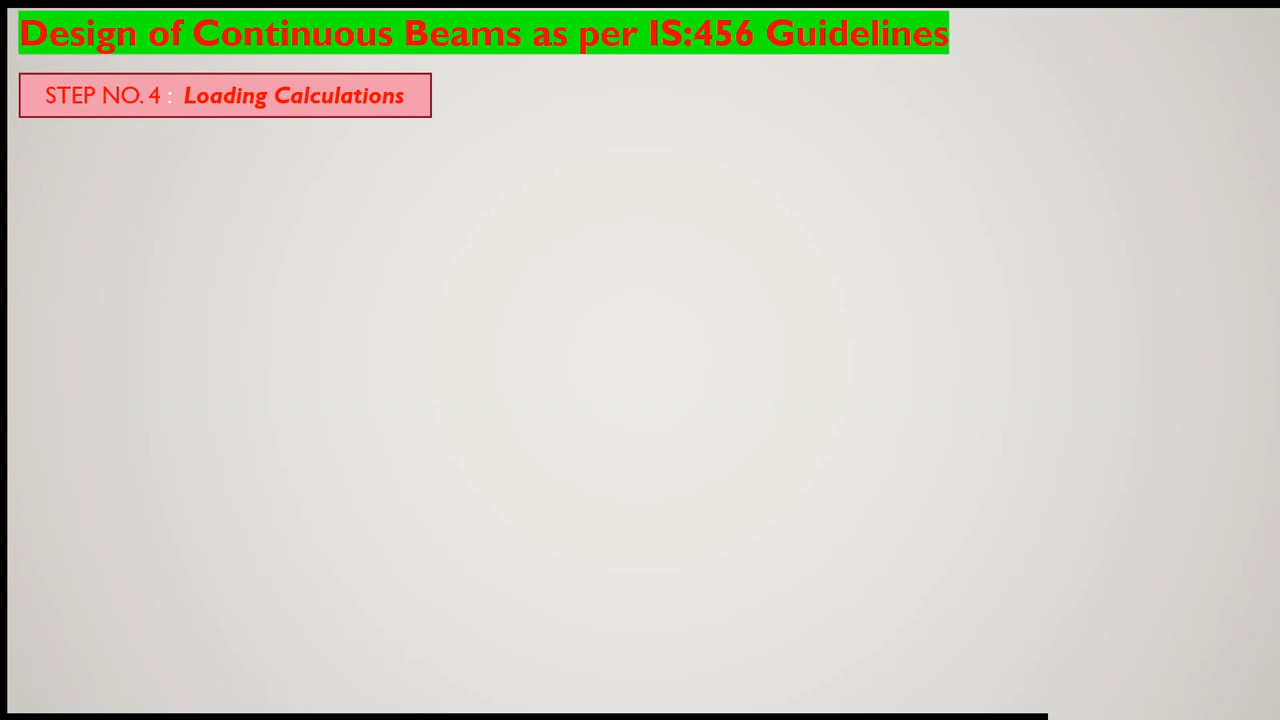 Design of Continuous Beams as per IS:456 Guidelines
STEP NO. 4 : Loading Calculations